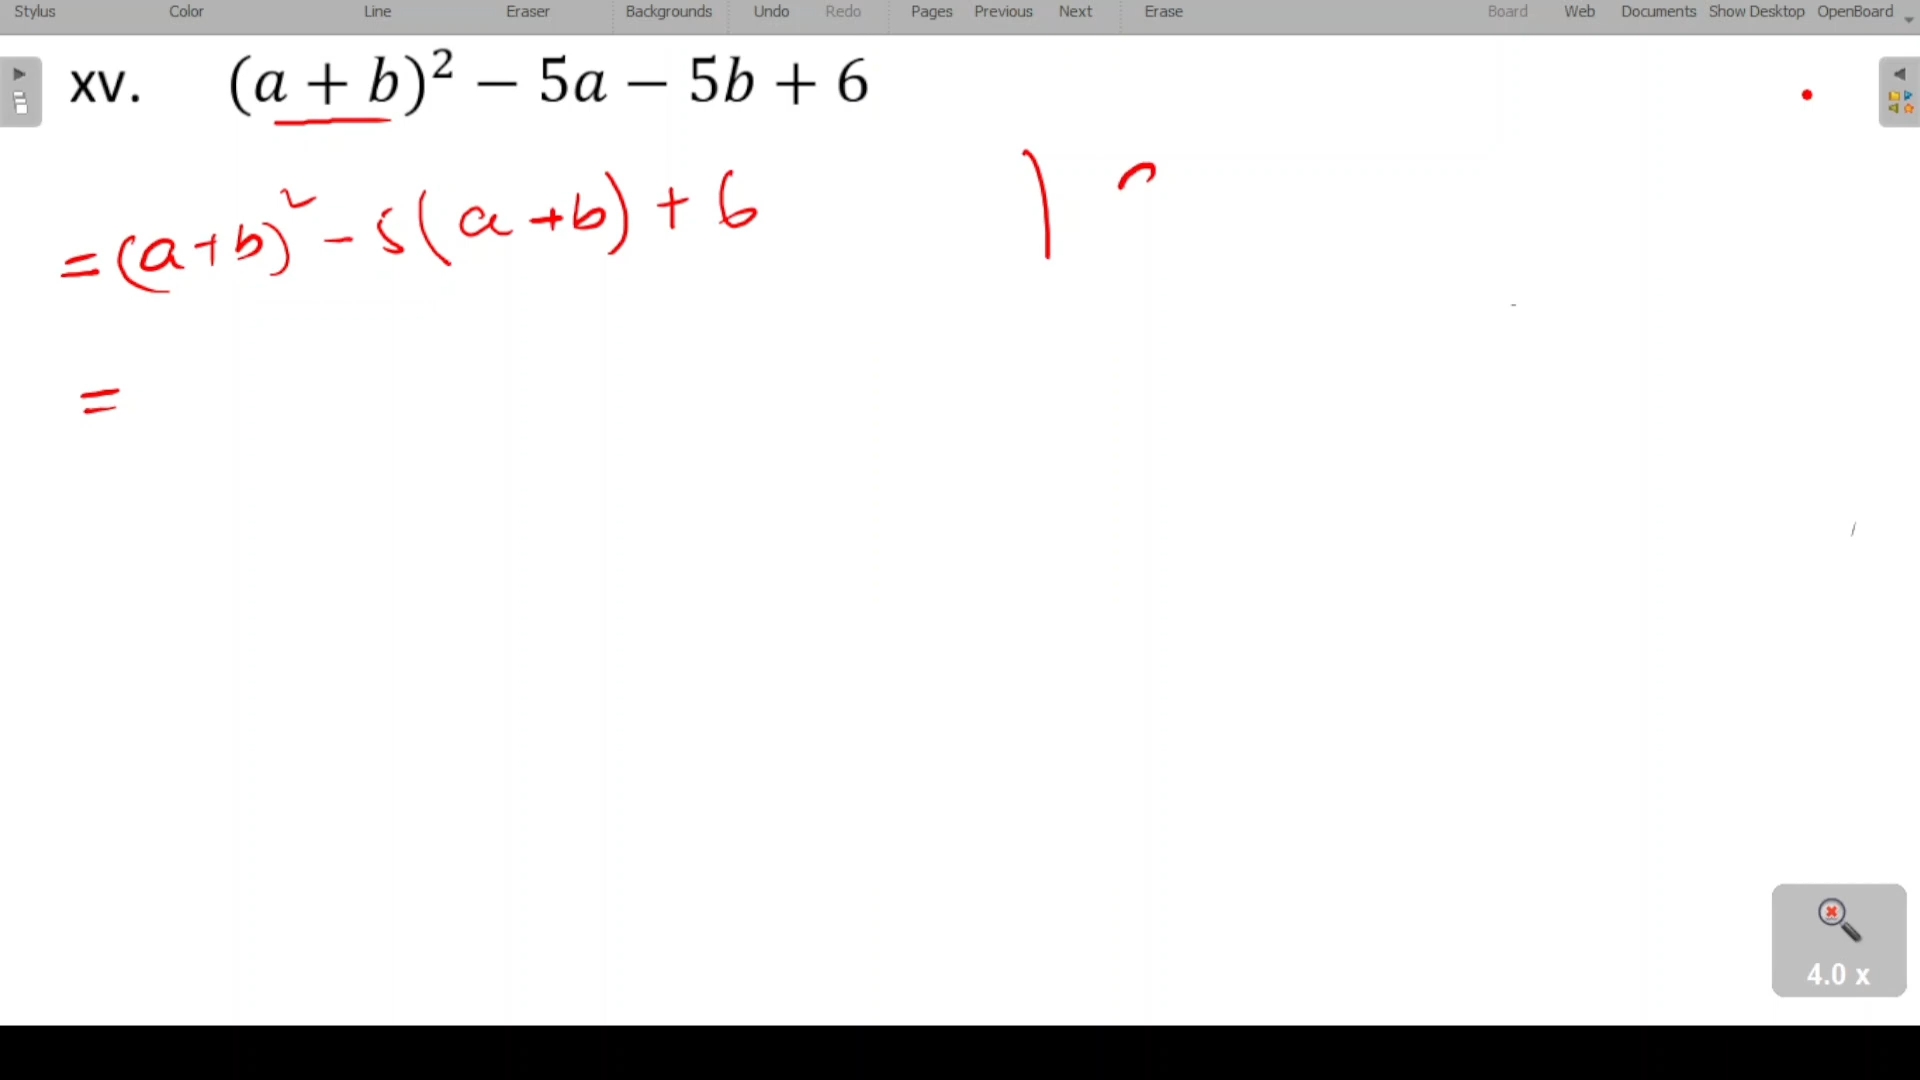 Stylus Color Line Eraser Backgrounds Undo Redo Pages Previous Next Erase Board Web Documents Show Desktop OpenBoard
xv. (a + b)² − 5a − 5b + 6
= (a+b)² - 5(a+b) + 6
=
4.0 x